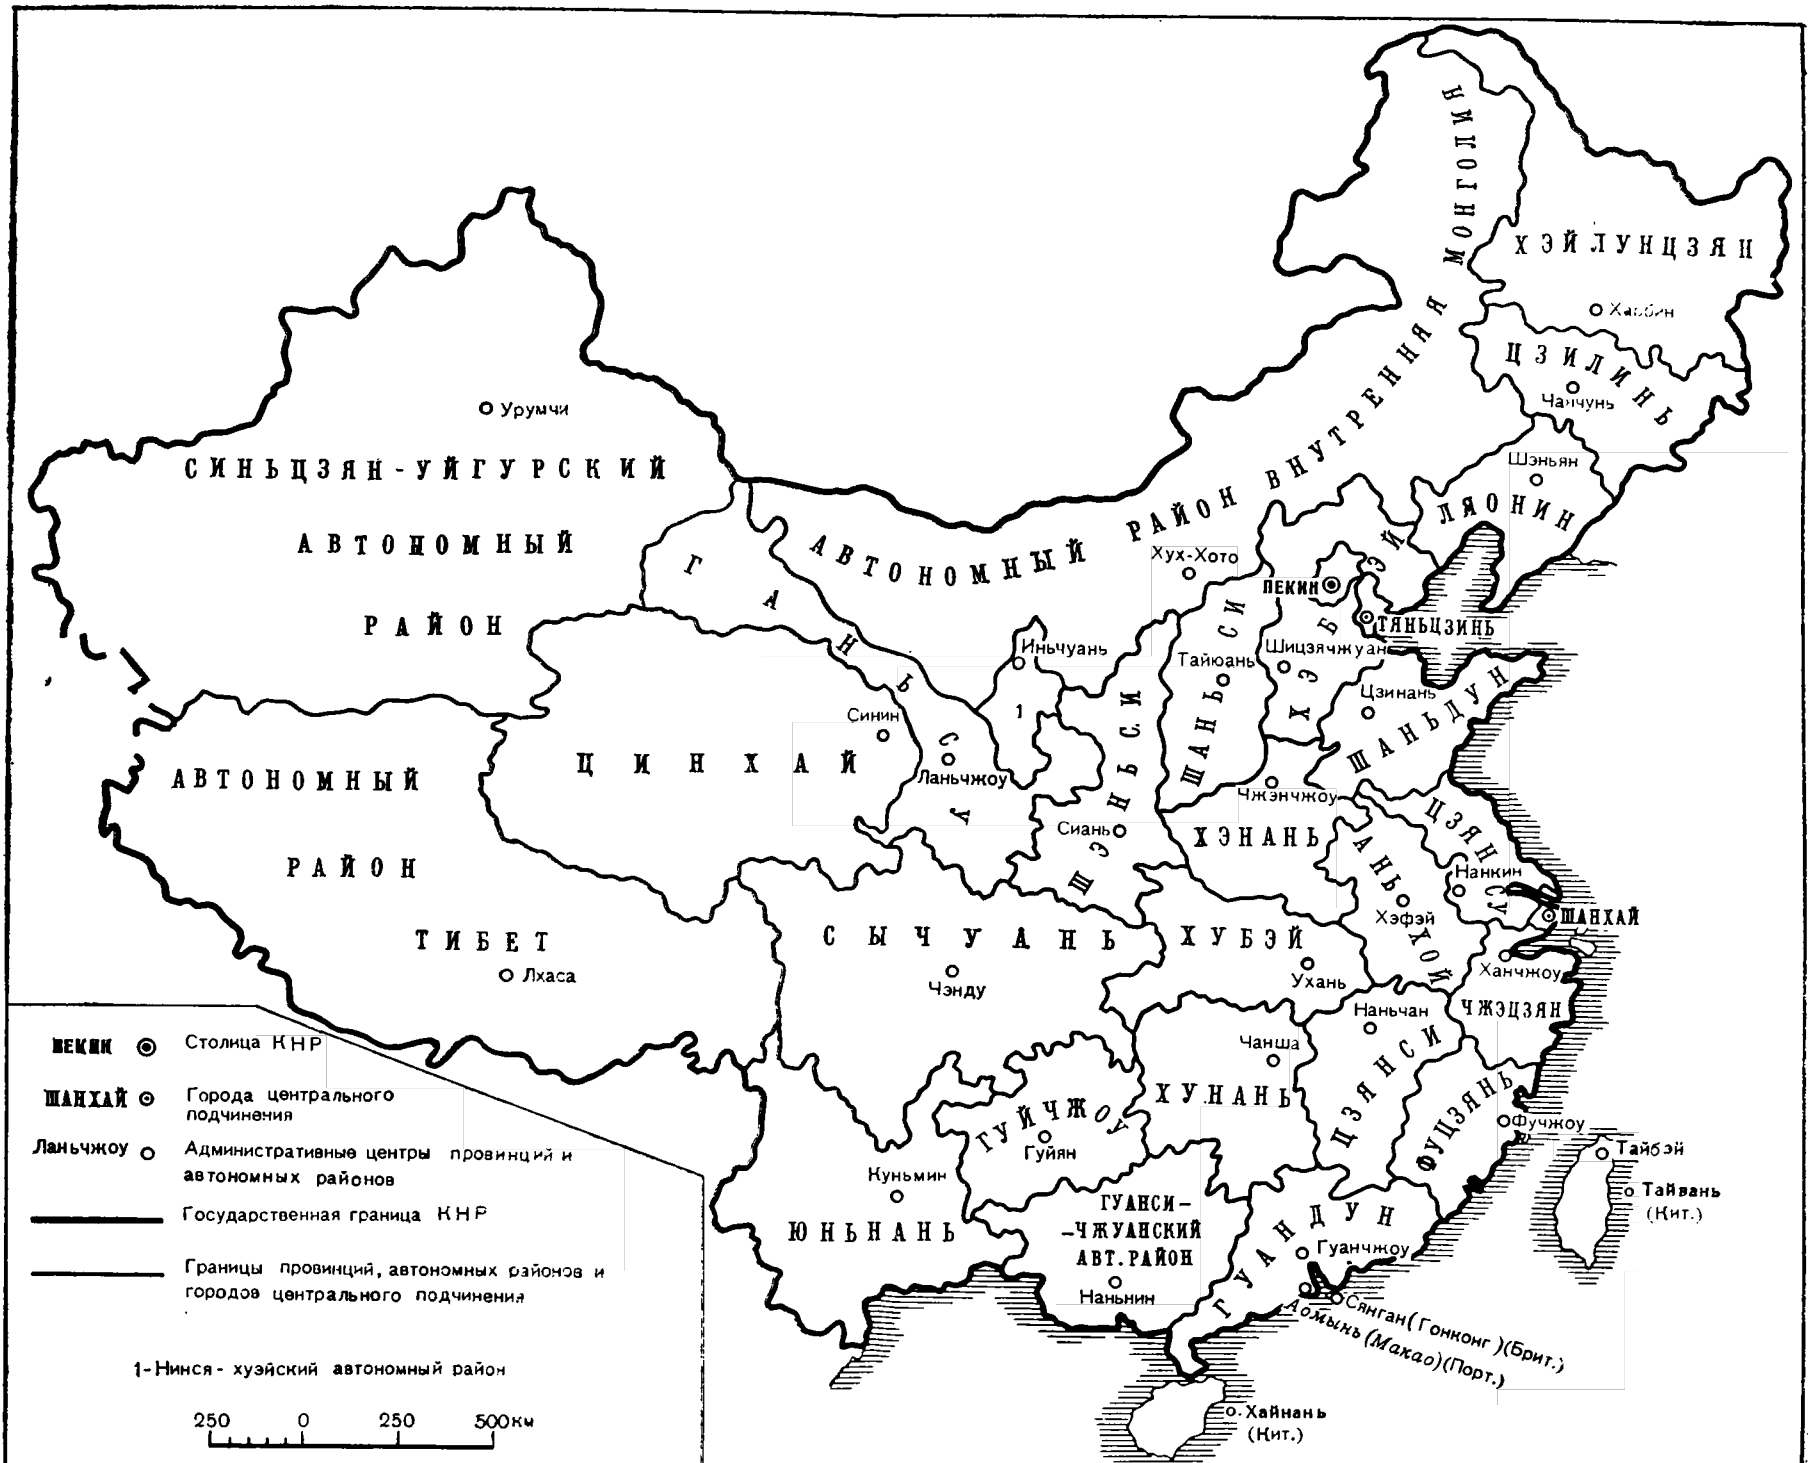 МОНГОЛИЯ
ХЭЙЛУНЦЗЯН
Харбин
ЦЗИЛИНЬ
Чанчунь
Урумчи
СИНЬЦЗЯН-УЙГУРСКИЙ
АВТОНОМНЫЙ
РАЙОН
АВТОНОМНЫЙ РАЙОН ВНУТРЕННЯЯ
Шэньян
ЛЯОНИН
Хух-Хото
ПЕКИН
ТЯНЬЦЗИНЬ
ХЭБЭЙ
ГАНЬСУ
Иньчуань
1
Тайюань
ШАНЬСИ
Шицзячжуан
Цзинань
ШАНЬДУН
Синин
ЦИНХАЙ
Ланьчжоу
ШЭНЬСИ
Сиань
Чжэнчжоу
ХЭНАНЬ
ЦЗЯНСУ
Нанкин
АНЬХОЙ
Хэфэй
ШАНХАЙ
АВТОНОМНЫЙ
РАЙОН
ТИБЕТ
Лхаса
СЫЧУАНЬ
Чэнду
ХУБЭЙ
Ухань
Ханчжоу
ЧЖЭЦЗЯН
Наньчан
ЦЗЯНСИ
Чанша
ХУНАНЬ
ФУЦЗЯНЬ
Фучжоу
ГУЙЧЖОУ
Гуйян
Тайбэй
Тайвань
(Кит.)
Куньмин
ЮНЬНАНЬ
ГУАНСИ-
-ЧЖУАНСКИЙ
АВТ. РАЙОН
Наньнин
ГУАНДУН
Гуанчжоу
Сянган (Гонконг) (Брит.)
Аомынь (Макао) (Порт.)
Хайнань
(Кит.)
ПЕКИН
Столица КНР
ШАНХАЙ
Города центрального
подчинения
Ланьчжоу
Административные центры провинций и
автономных районов
Государственная граница КНР
Границы провинций, автономных районов и
городов центрального подчинения
1-Нинся-хуэйский автономный район
250 0 250 500км